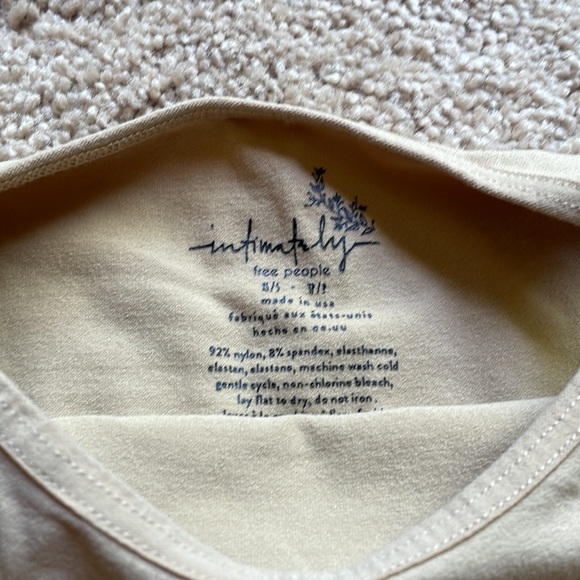 intimately
free people
made in usa
fabriqué aux états-unis
hecho en ee.uu
92% nylon, 8% spandex, elasthanne,
elastan, elastano, machine wash cold
gentle cycle, non-chlorine bleach,
lay flat to dry, do not iron.